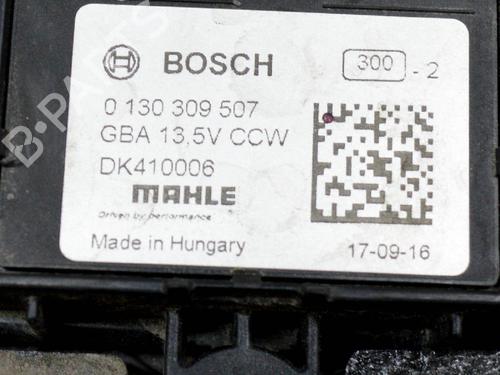 BOSCH
300 - 2
0 130 309 507
GBA 13,5V CCW
DK410006
MAHLE
Driven by performance
Made in Hungary
17-09-16
B-PARTS